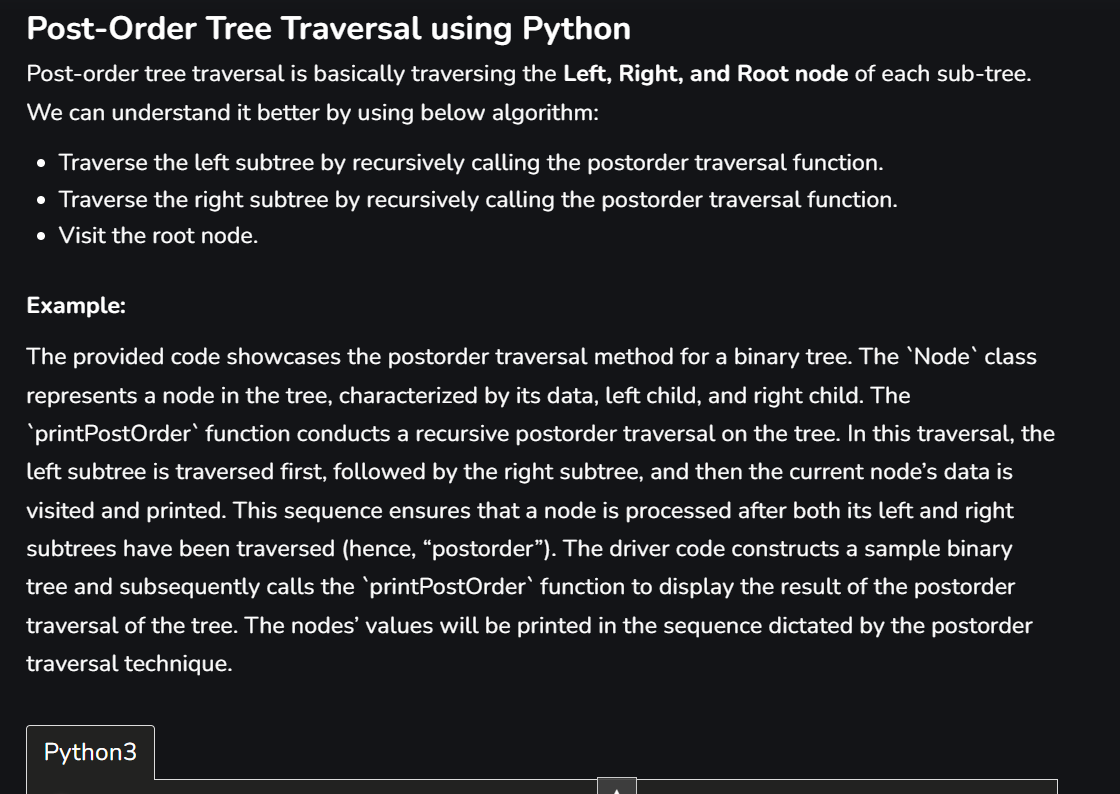 Post-Order Tree Traversal using Python
Post-order tree traversal is basically traversing the Left, Right, and Root node of each sub-tree.
We can understand it better by using below algorithm:
• Traverse the left subtree by recursively calling the postorder traversal function.
• Traverse the right subtree by recursively calling the postorder traversal function.
• Visit the root node.
Example:
The provided code showcases the postorder traversal method for a binary tree. The `Node` class
represents a node in the tree, characterized by its data, left child, and right child. The
`printPostOrder` function conducts a recursive postorder traversal on the tree. In this traversal, the
left subtree is traversed first, followed by the right subtree, and then the current node’s data is
visited and printed. This sequence ensures that a node is processed after both its left and right
subtrees have been traversed (hence, “postorder”). The driver code constructs a sample binary
tree and subsequently calls the `printPostOrder` function to display the result of the postorder
traversal of the tree. The nodes’ values will be printed in the sequence dictated by the postorder
traversal technique.
Python3